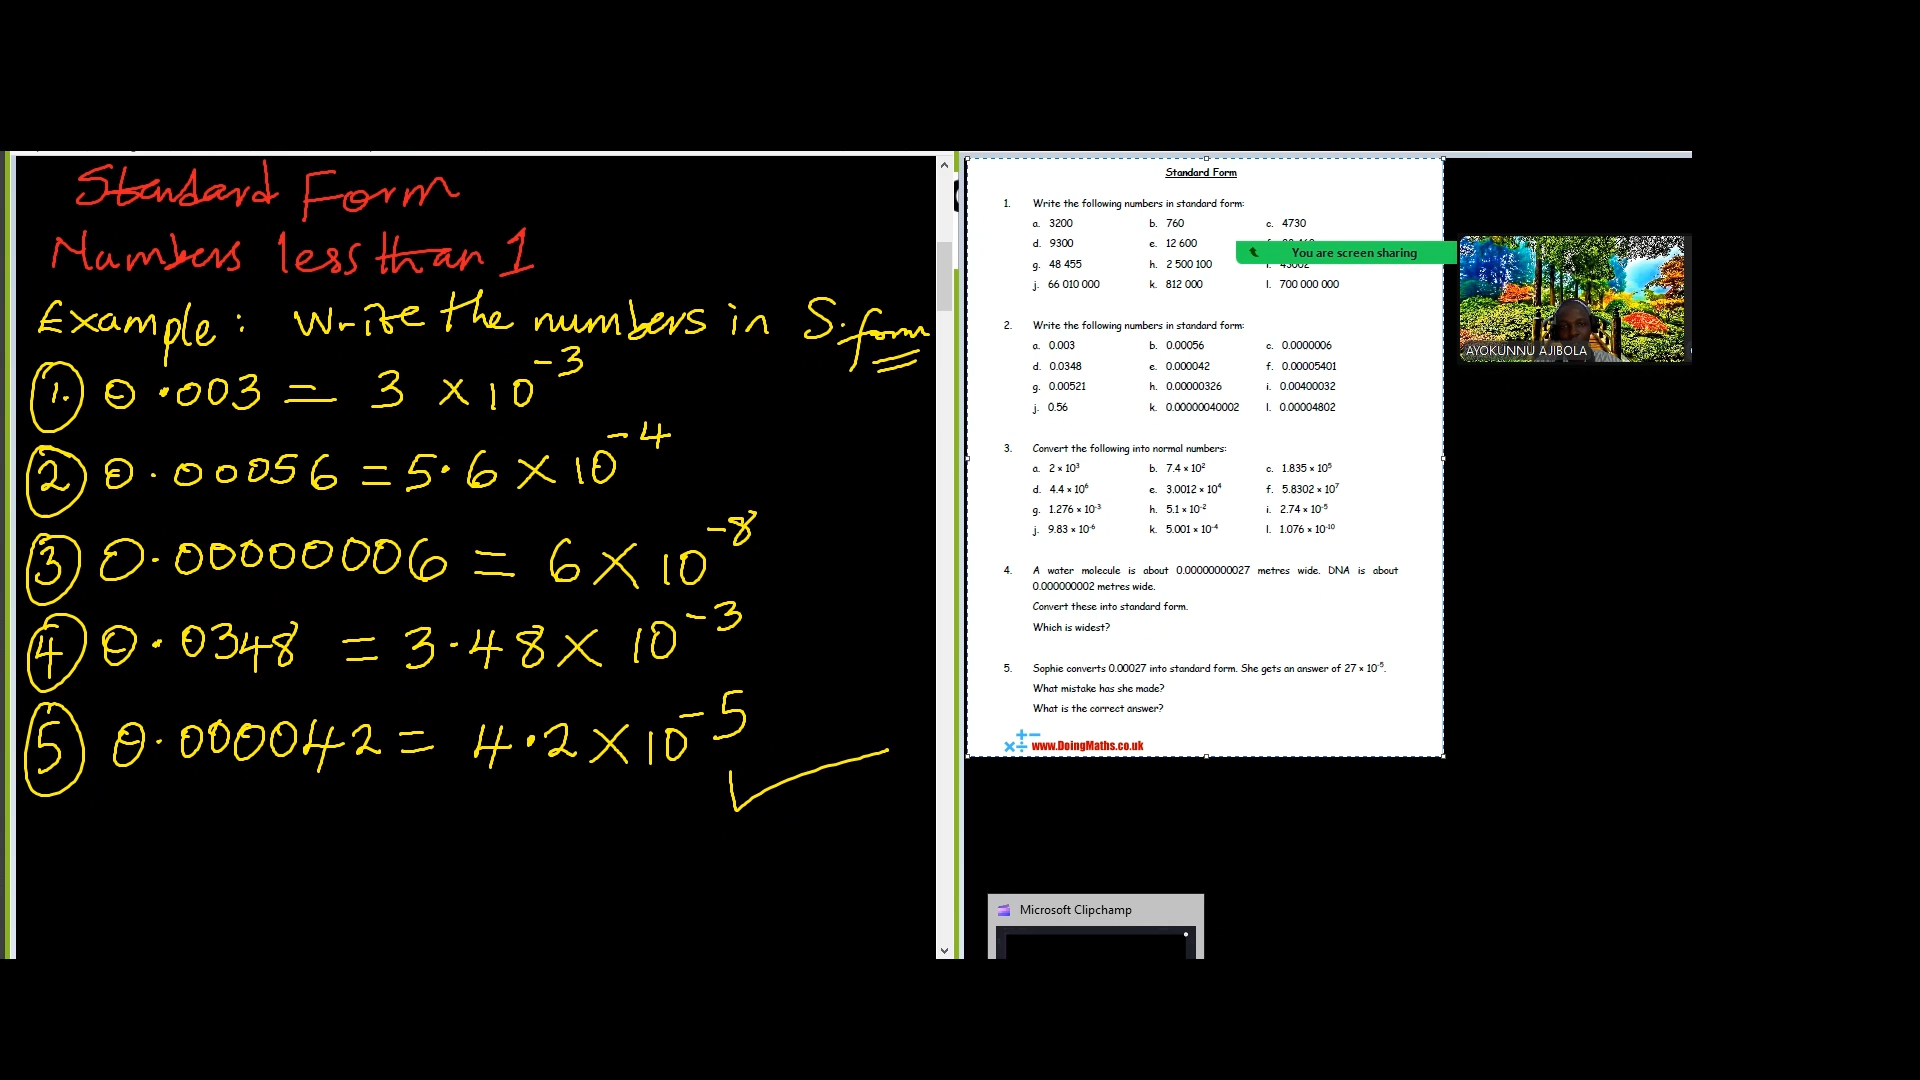 Standard Form
Numbers less than 1
Example: Write the numbers in S.form
1. 0.003 = 3 × 10⁻³
2 0.00056 = 5.6 × 10⁻⁴
3 0.00000006 = 6 × 10⁻⁸
4 0.0348 = 3.48 × 10⁻³
5 0.000042 = 4.2 × 10⁻⁵
Standard Form
1. Write the following numbers in standard form:
a. 3200 b. 760 c. 4730
d. 9300 e. 12 600
g. 48 455 h. 2 500 100
j. 66 010 000 k. 812 000 l. 700 000 000
2. Write the following numbers in standard form:
a. 0.003 b. 0.00056 c. 0.0000006
d. 0.0348 e. 0.000042 f. 0.00005401
g. 0.00521 h. 0.00000326 i. 0.00400032
j. 0.56 k. 0.00000040002 l. 0.00004802
3. Convert the following into normal numbers:
a. 2 × 10³ b. 7.4 × 10² c. 1.835 × 10⁵
d. 4.4 × 10⁶ e. 3.0012 × 10⁴ f. 5.8302 × 10⁷
g. 1.276 × 10⁻³ h. 5.1 × 10⁻² i. 2.74 × 10⁻⁵
j. 9.83 × 10⁻⁶ k. 5.001 × 10⁻⁴ l. 1.076 × 10⁻¹⁰
4. A water molecule is about 0.00000000027 metres wide. DNA is about
0.000000002 metres wide.
Convert these into standard form.
Which is widest?
5. Sophie converts 0.00027 into standard form. She gets an answer of 27 × 10⁻⁵.
What mistake has she made?
What is the correct answer?
www.DoingMaths.co.uk
You are screen sharing
AYOKUNNU AJIBOLA
Microsoft Clipchamp